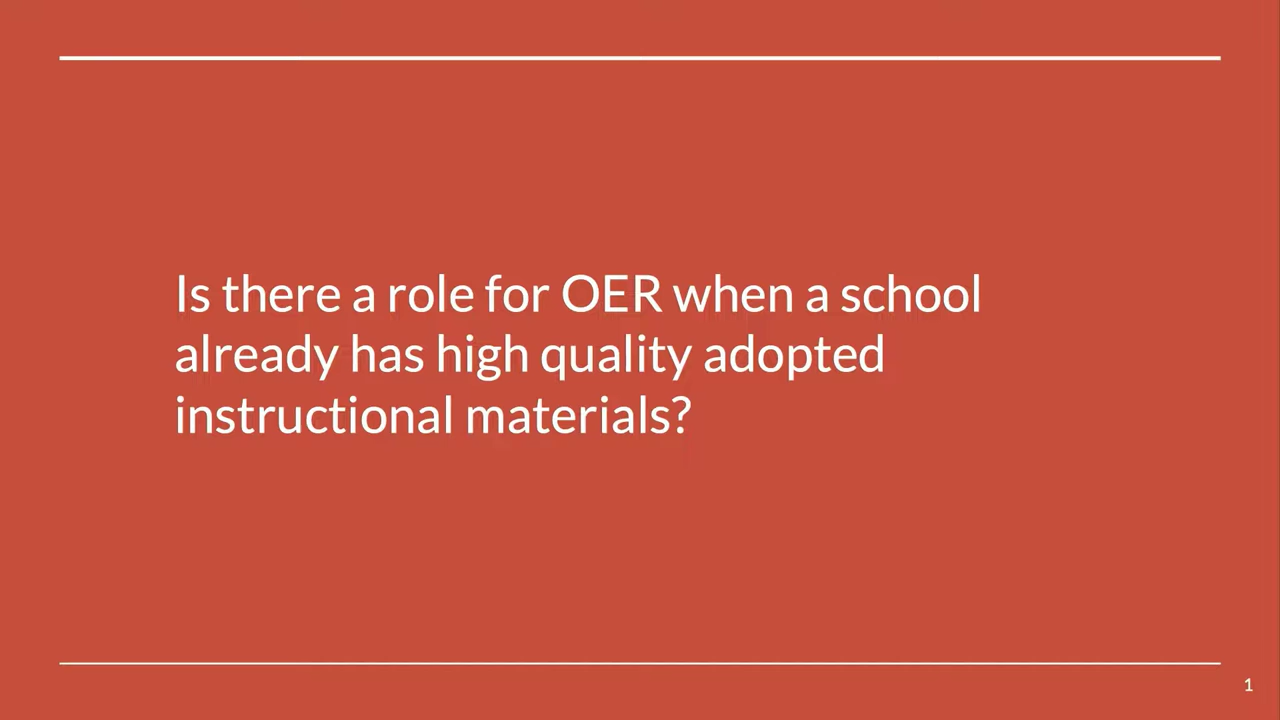 Is there a role for OER when a school
already has high quality adopted
instructional materials?
1